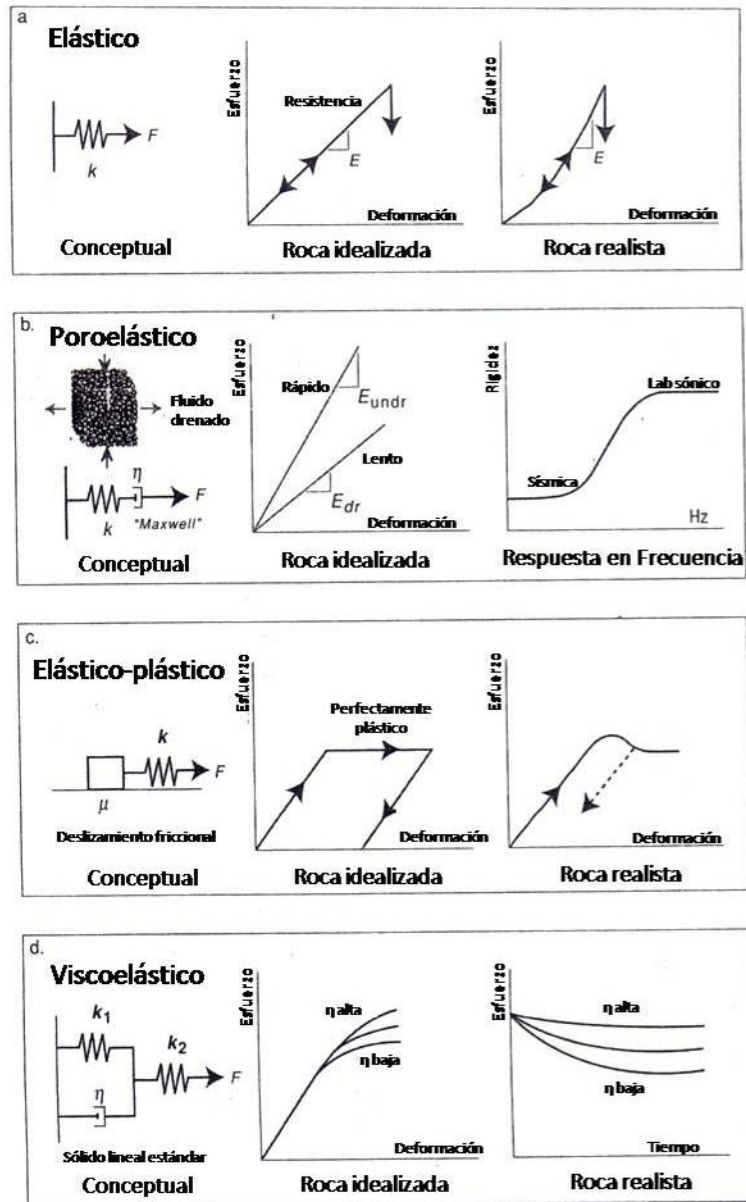 a
Elástico
k
F
Conceptual
Esfuerzo
Resistencia
E
Deformación
Roca idealizada
Esfuerzo
E
Deformación
Roca realista
b.
Poroelástico
Fluido
drenado
k
η
F
"Maxwell"
Conceptual
Esfuerzo
Rápido
Eundr
Lento
Edr
Deformación
Roca idealizada
Rigidez
Lab sónico
Sísmica
Hz
Respuesta en Frecuencia
c.
Elástico-plástico
k
F
μ
Deslizamiento friccional
Conceptual
Esfuerzo
Perfectamente
plástico
Deformación
Roca idealizada
Esfuerzo
Deformación
Roca realista
d.
Viscoelástico
k1
k2
η
F
Sólido lineal estándar
Conceptual
Esfuerzo
η alta
η baja
Deformación
Roca idealizada
Esfuerzo
η alta
η baja
Tiempo
Roca realista